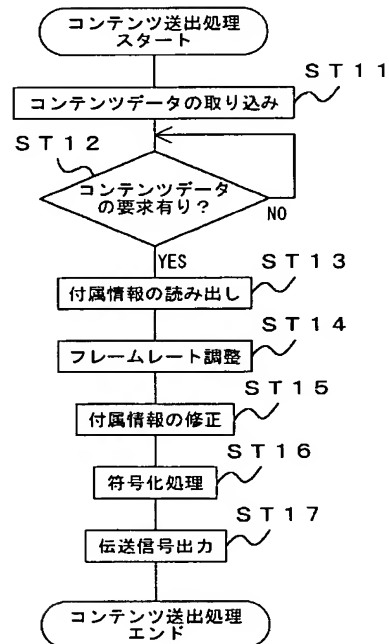 コンテンツ送出処理
スタート
ST11
コンテンツデータの取り込み
ST12
コンテンツデータ
の要求有り？
NO
YES
ST13
付属情報の読み出し
ST14
フレームレート調整
ST15
付属情報の修正
ST16
符号化処理
ST17
伝送信号出力
コンテンツ送出処理
エンド